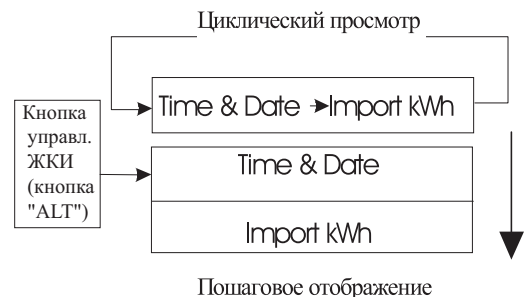 Циклический просмотр
Time & Date → Import kWh
Кнопка
управл.
ЖКИ
(кнопка
"ALT")
Time & Date
Import kWh
Пошаговое отображение